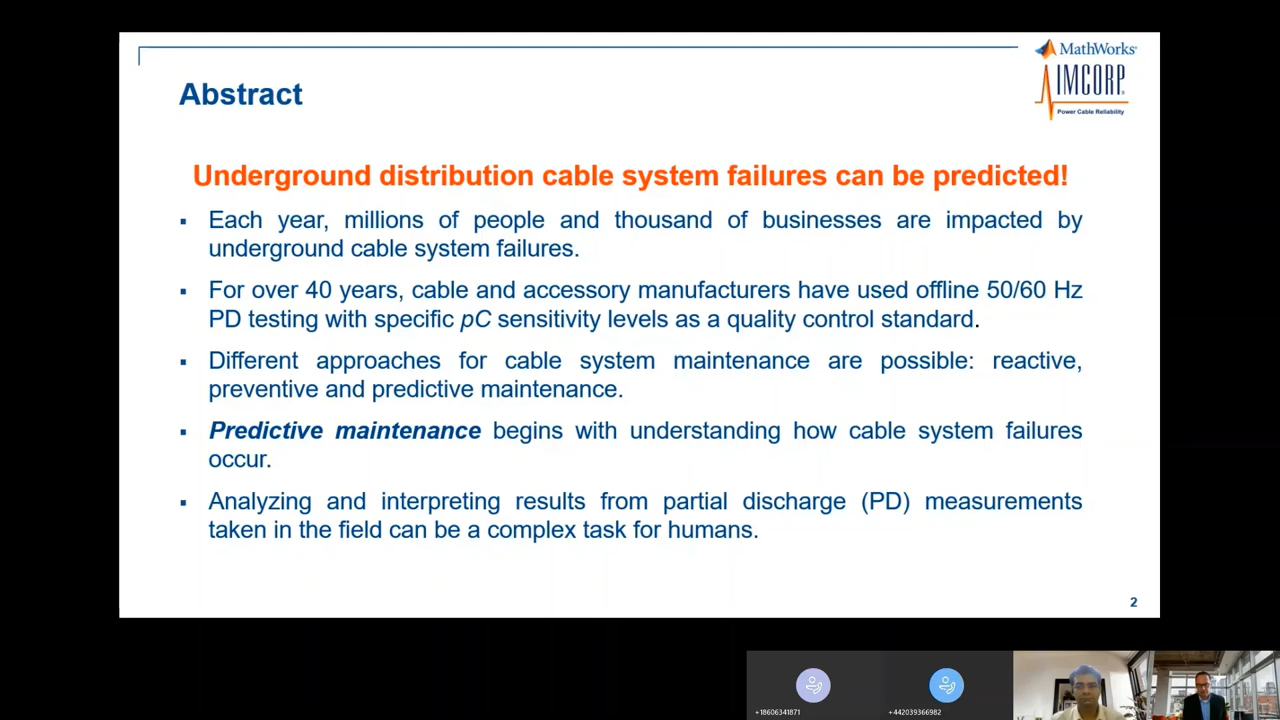 MathWorks®
IMCORP®
Power Cable Reliability
Abstract
Underground distribution cable system failures can be predicted!
▪ Each year, millions of people and thousand of businesses are impacted by
underground cable system failures.
▪ For over 40 years, cable and accessory manufacturers have used offline 50/60 Hz
PD testing with specific pC sensitivity levels as a quality control standard.
▪ Different approaches for cable system maintenance are possible: reactive,
preventive and predictive maintenance.
▪ Predictive maintenance begins with understanding how cable system failures
occur.
▪ Analyzing and interpreting results from partial discharge (PD) measurements
taken in the field can be a complex task for humans.
2
+18606341871
+442039366982